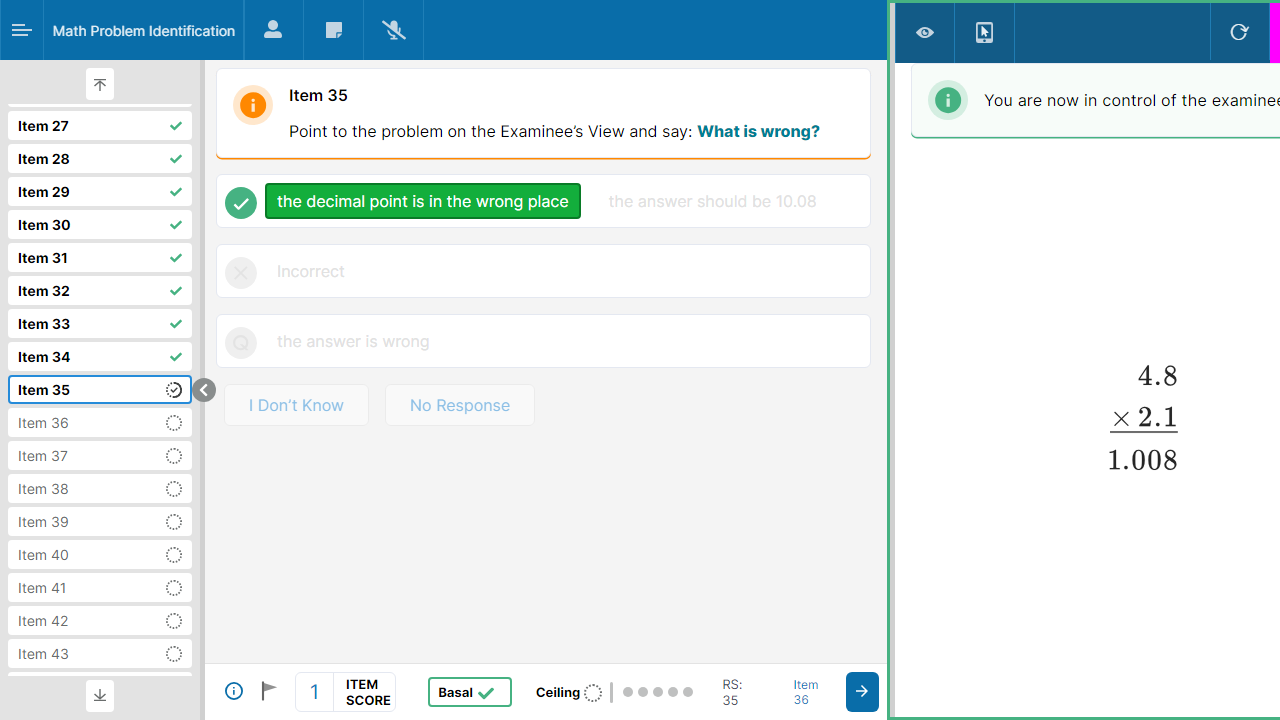 Math Problem Identification
Item 27
Item 28
Item 29
Item 30
Item 31
Item 32
Item 33
Item 34
Item 35
Item 36
Item 37
Item 38
Item 39
Item 40
Item 41
Item 42
Item 43
Item 35
Point to the problem on the Examinee’s View and say: What is wrong?
the decimal point is in the wrong place
the answer should be 10.08
Incorrect
Q the answer is wrong
I Don’t Know
No Response
1
ITEM
SCORE
Basal
Ceiling
RS:
35
Item
36
You are now in control of the examinee
4.8
× 2.1
1.008